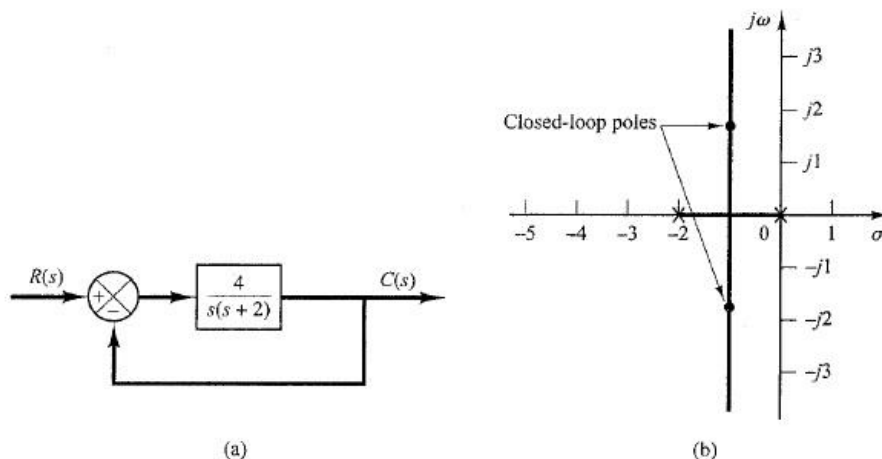 R(s)
+
−
4
s(s + 2)
C(s)
(a)
jω
j3
j2
Closed-loop poles
j1
−5 −4 −3 −2 0 1 σ
−j1
−j2
−j3
(b)